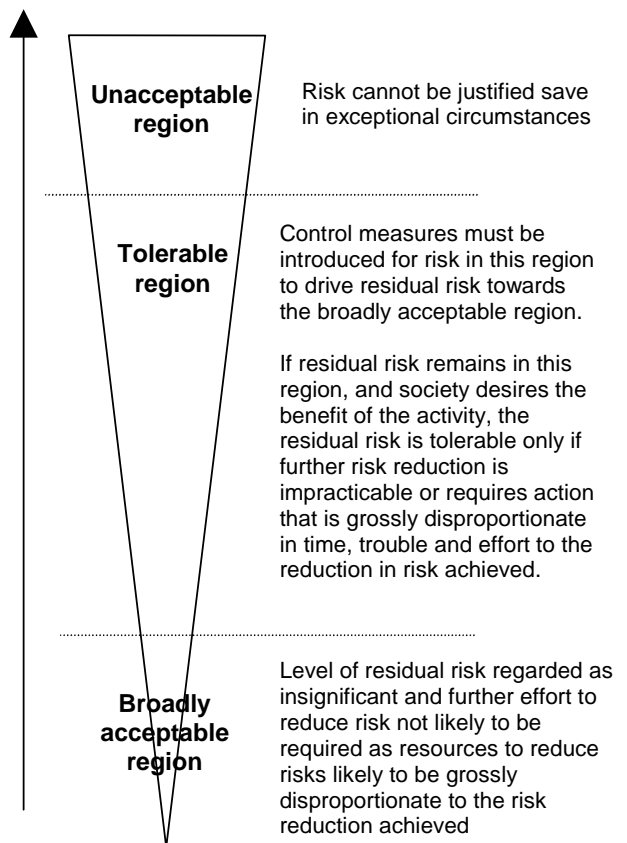 Unacceptable
region
Risk cannot be justified save
in exceptional circumstances
Tolerable
region
Control measures must be
introduced for risk in this region
to drive residual risk towards
the broadly acceptable region.
If residual risk remains in this
region, and society desires the
benefit of the activity, the
residual risk is tolerable only if
further risk reduction is
impracticable or requires action
that is grossly disproportionate
in time, trouble and effort to the
reduction in risk achieved.
Broadly
acceptable
region
Level of residual risk regarded as
insignificant and further effort to
reduce risk not likely to be
required as resources to reduce
risks likely to be grossly
disproportionate to the risk
reduction achieved